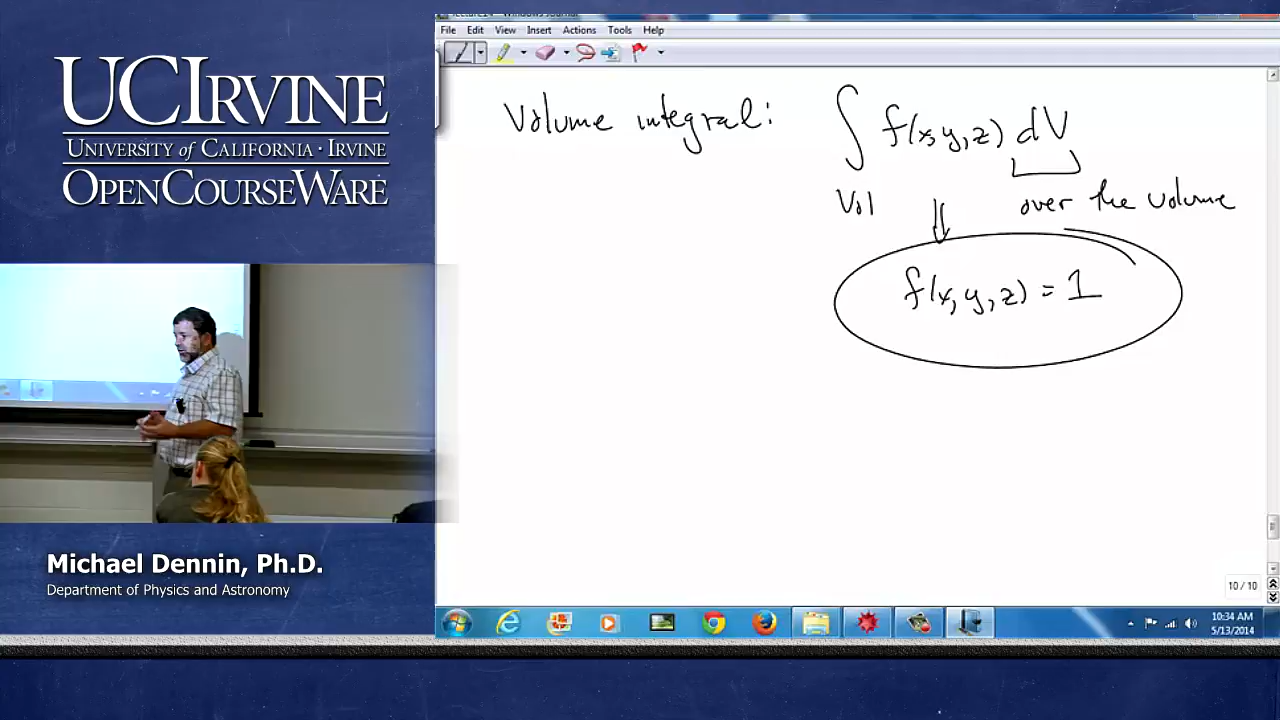 UCIRVINE
UNIVERSITY OF CALIFORNIA · IRVINE
OPENCOURSEWARE
Michael Dennin, Ph.D.
Department of Physics and Astronomy
File Edit View Insert Actions Tools Help
Volume integral: ∫ f(x,y,z) dV
Vol over the volume
⇓
f(x,y,z) = 1
10 / 10
10:34 AM
5/13/2014